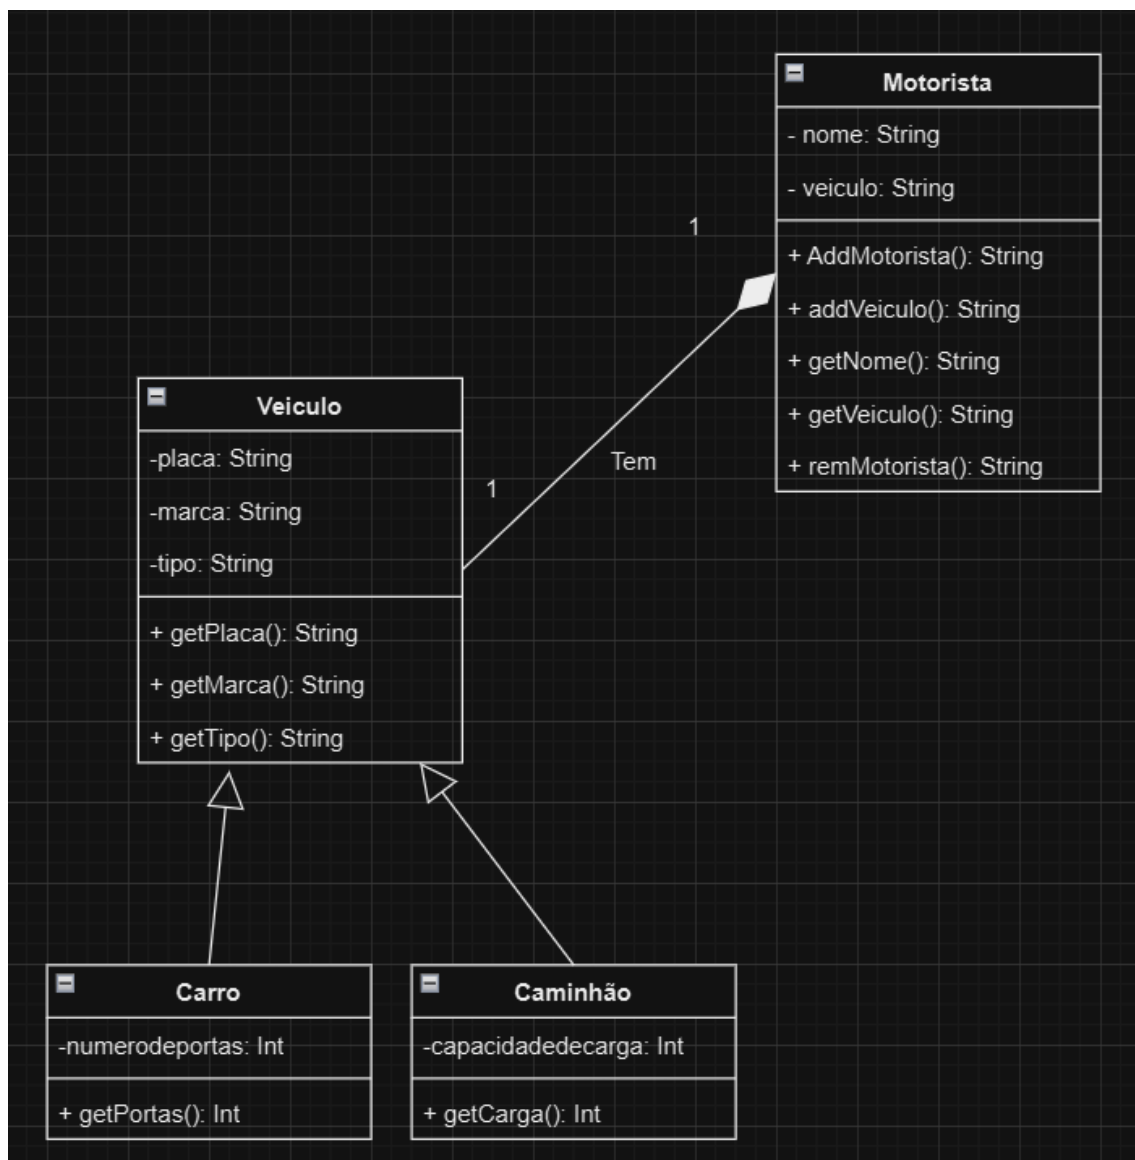 Motorista
- nome: String
- veiculo: String
1
+ AddMotorista(): String
+ addVeiculo(): String
+ getNome(): String
+ getVeiculo(): String
+ remMotorista(): String
Tem
1
Veiculo
-placa: String
-marca: String
-tipo: String
+ getPlaca(): String
+ getMarca(): String
+ getTipo(): String
Carro
-numerodeportas: Int
+ getPortas(): Int
Caminhão
-capacidadedecarga: Int
+ getCarga(): Int